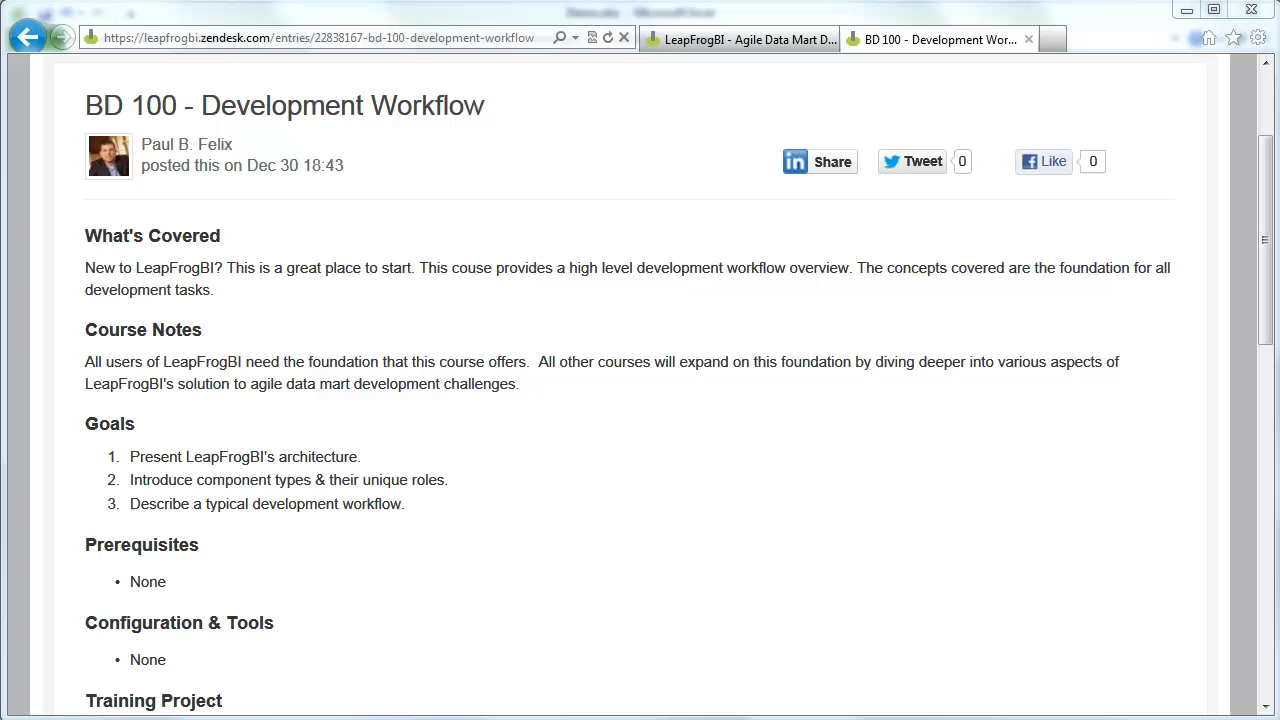 https://leapfrogbi.zendesk.com/entries/22838167-bd-100-development-workflow
LeapFrogBI - Agile Data Mart D...
BD 100 - Development Wor...
BD 100 - Development Workflow
Paul B. Felix
posted this on Dec 30 18:43
Share
Tweet
0
Like
0
What's Covered
New to LeapFrogBI? This is a great place to start. This couse provides a high level development workflow overview. The concepts covered are the foundation for all
development tasks.
Course Notes
All users of LeapFrogBI need the foundation that this course offers.  All other courses will expand on this foundation by diving deeper into various aspects of
LeapFrogBI's solution to agile data mart development challenges.
Goals
1. Present LeapFrogBI's architecture.
2. Introduce component types & their unique roles.
3. Describe a typical development workflow.
Prerequisites
• None
Configuration & Tools
• None
Training Project